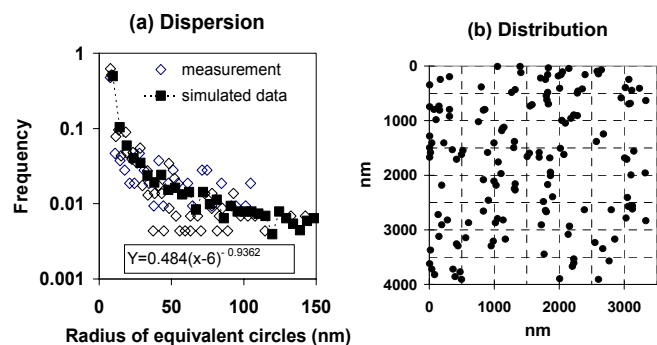 (a) Dispersion
1
0.1
0.01
0.001
Frequency
measurement
simulated data
Y=0.484(x-6)^- 0.9362
0 50 100 150
Radius of equivalent circles (nm)
(b) Distribution
0
1000
2000
3000
4000
nm
0 1000 2000 3000
nm